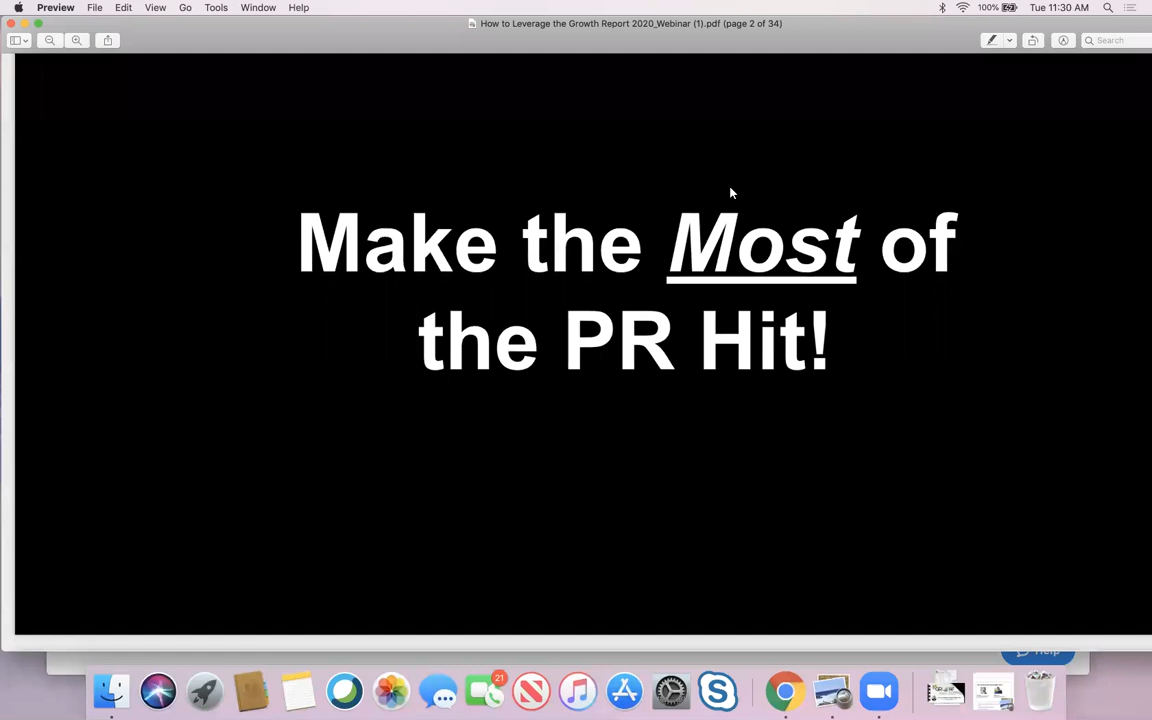 Preview File Edit View Go Tools Window Help 100% Tue 11:30 AM
How to Leverage the Growth Report 2020_Webinar (1).pdf (page 2 of 34)
Search
Make the Most of
the PR Hit!
Help
21